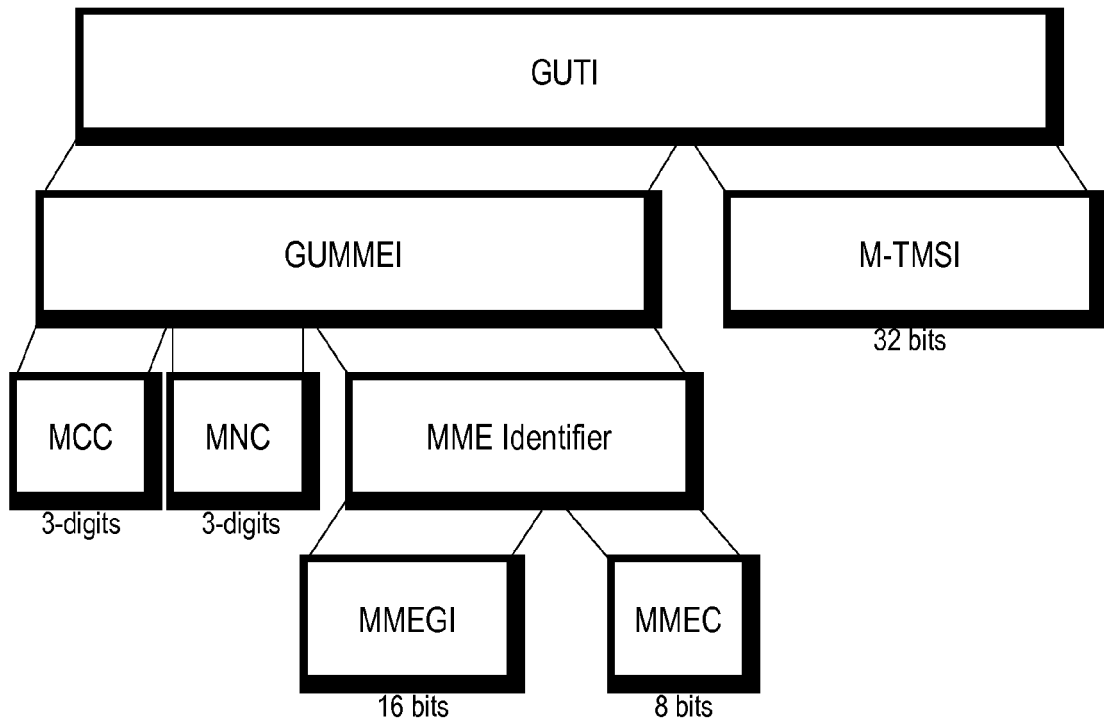 GUTI
GUMMEI
M-TMSI
32 bits
MCC
MNC
MME Identifier
3-digits
3-digits
MMEGI
MMEC
16 bits
8 bits